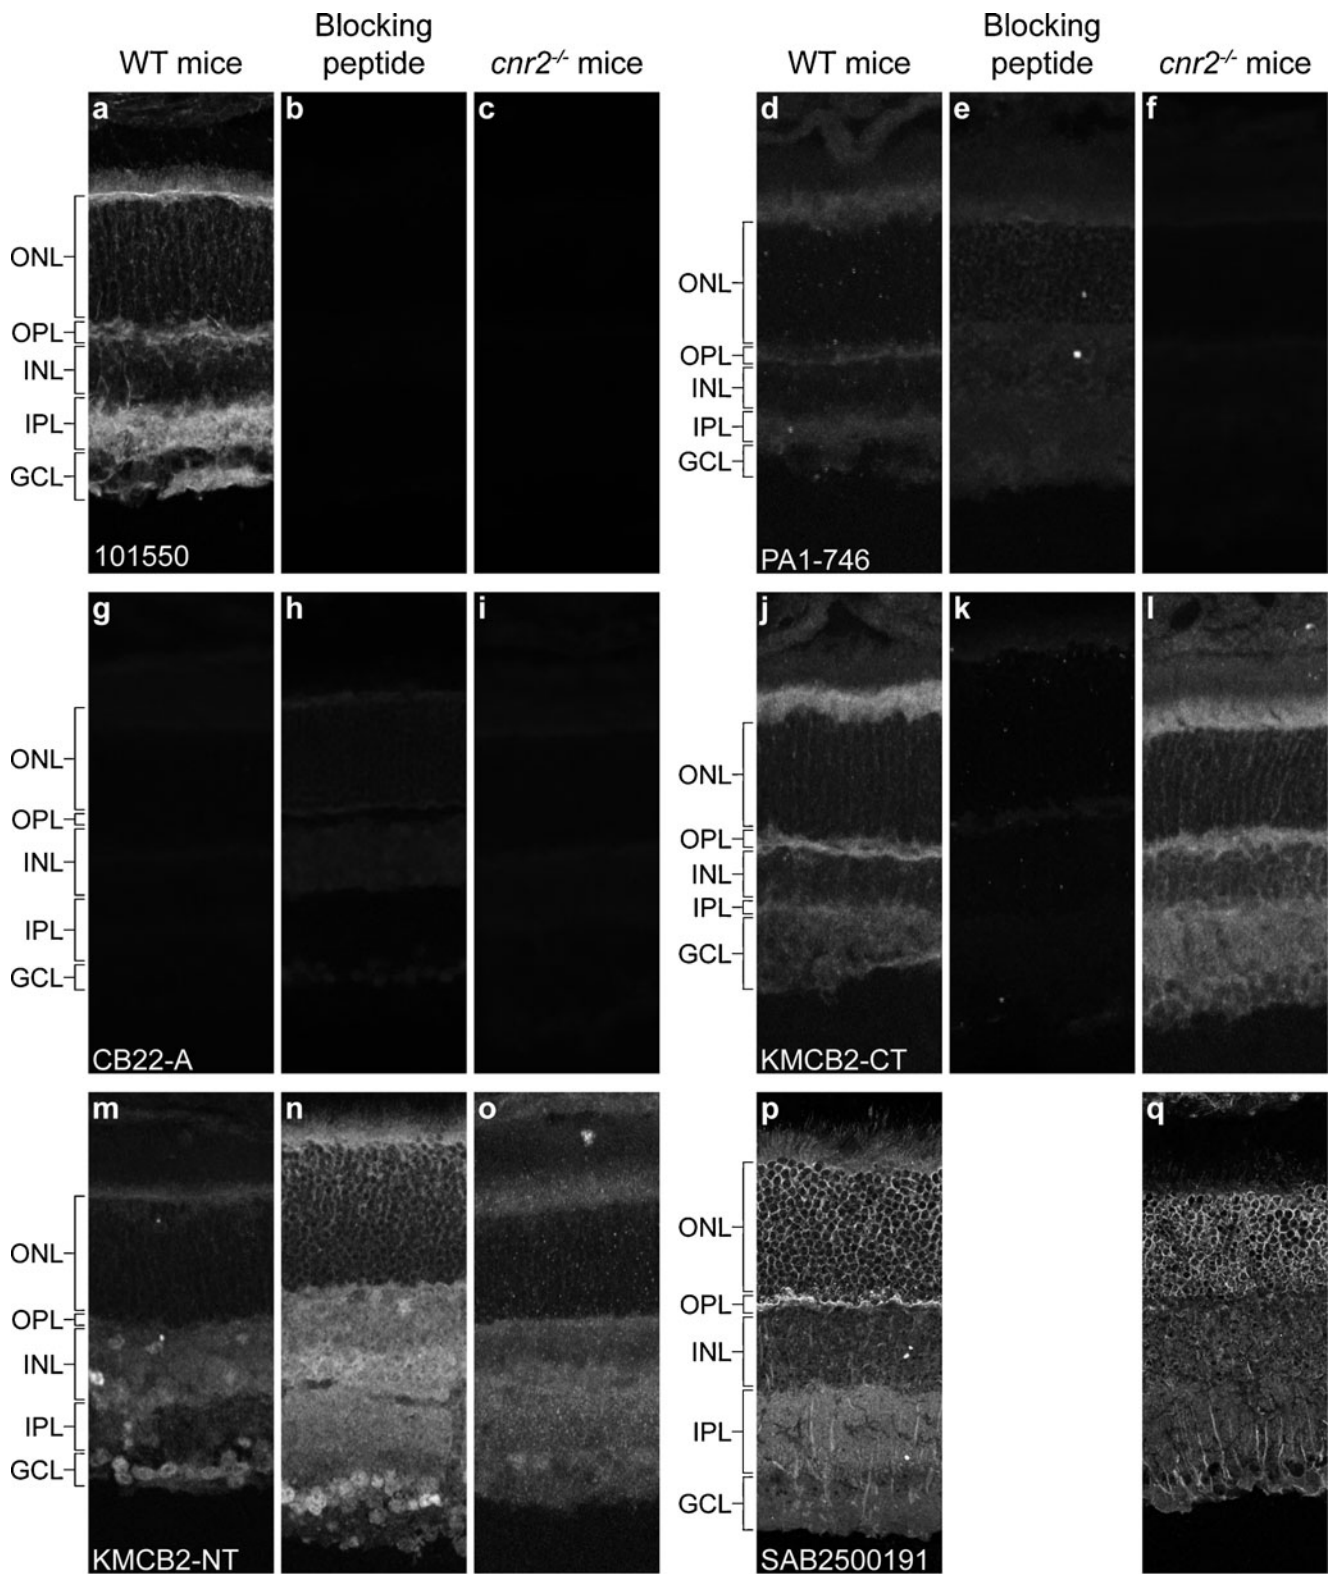 Blocking
WT mice peptide cnr2-/- mice
Blocking
WT mice peptide cnr2-/- mice
a b c
ONL
OPL
INL
IPL
GCL
101550
d e f
ONL
OPL
INL
IPL
GCL
PA1-746
g h i
ONL
OPL
INL
IPL
GCL
CB22-A
j k l
ONL
OPL
INL
IPL
GCL
KMCB2-CT
m n o
ONL
OPL
INL
IPL
GCL
KMCB2-NT
p q
ONL
OPL
INL
IPL
GCL
SAB2500191